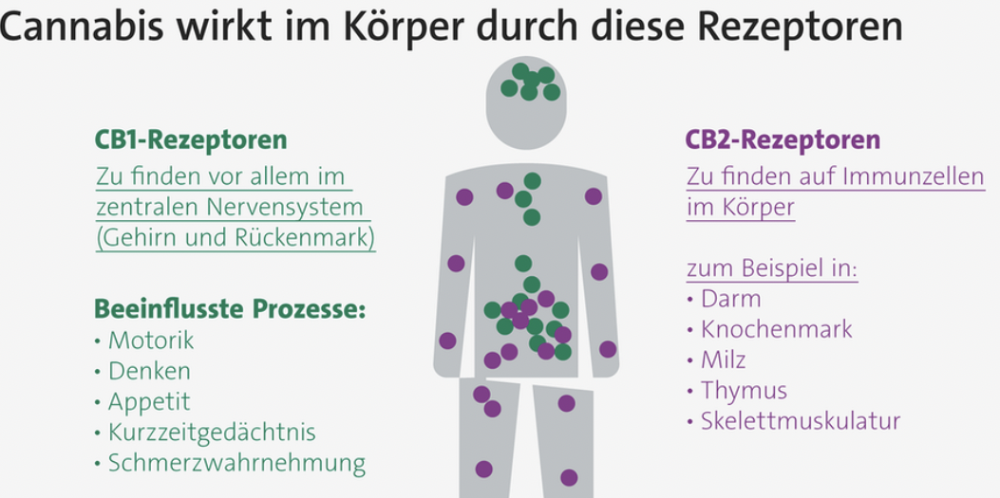 Cannabis wirkt im Körper durch diese Rezeptoren
CB1-Rezeptoren
Zu finden vor allem im
zentralen Nervensystem
(Gehirn und Rückenmark)
Beeinflusste Prozesse:
• Motorik
• Denken
• Appetit
• Kurzzeitgedächtnis
• Schmerzwahrnehmung
CB2-Rezeptoren
Zu finden auf Immunzellen
im Körper
zum Beispiel in:
• Darm
• Knochenmark
• Milz
• Thymus
• Skelettmuskulatur